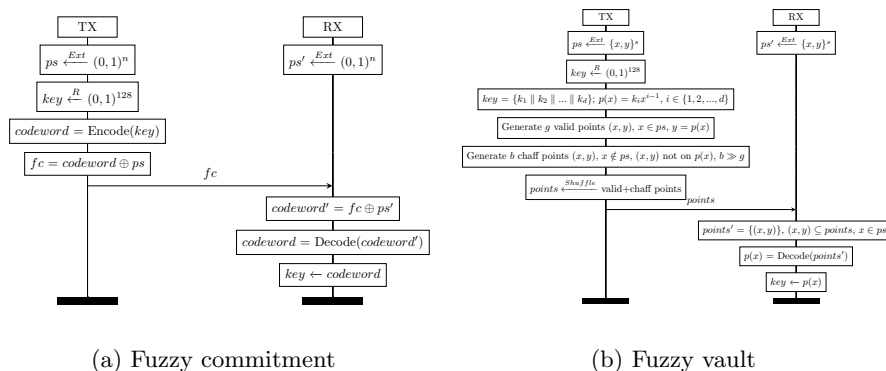 TX
RX
ps ←Ext (0,1)^n
ps′ ←Ext (0,1)^n
key ←R (0,1)^128
codeword = Encode(key)
fc = codeword ⊕ ps
fc
codeword′ = fc ⊕ ps′
codeword = Decode(codeword′)
key ← codeword
(a) Fuzzy commitment
TX
RX
ps ←Ext {x, y}^s
ps′ ←Ext {x, y}^s
key ←R (0,1)^128
key = {k_1 ∥ k_2 ∥ ... ∥ k_d}; p(x) = k_i x^{i−1}, i ∈ {1, 2, ..., d}
Generate g valid points (x, y), x ∈ ps, y = p(x)
Generate b chaff points (x, y), x ∉ ps, (x, y) not on p(x), b ≫ g
points ←Shuffle valid+chaff points
points
points′ = {(x, y)}, (x, y) ⊆ points, x ∈ ps
p(x) = Decode(points′)
key ← p(x)
(b) Fuzzy vault